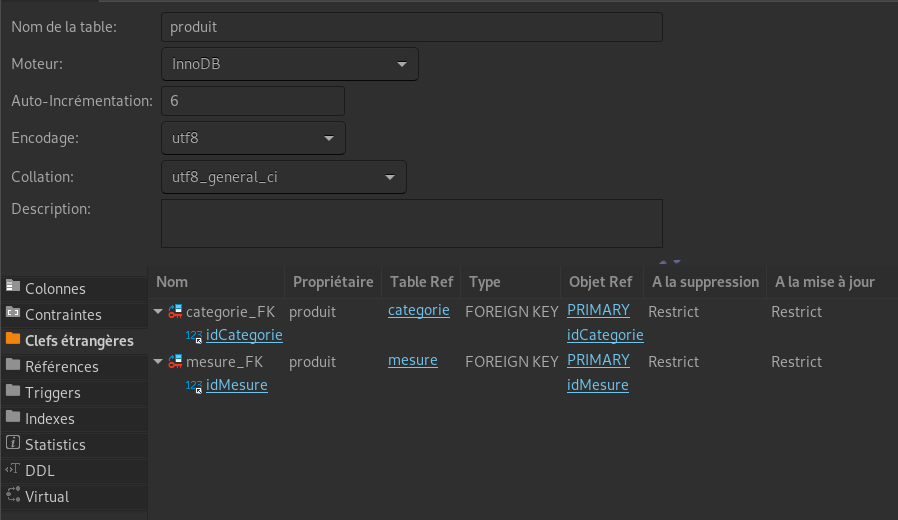 Nom de la table: produit
Moteur: InnoDB
Auto-Incrémentation: 6
Encodage: utf8
Collation: utf8_general_ci
Description:
Colonnes
Contraintes
Clefs étrangères
Références
Triggers
Indexes
Statistics
DDL
Virtual
Nom Propriétaire Table Ref Type Objet Ref A la suppression A la mise à jour
categorie_FK produit categorie FOREIGN KEY PRIMARY Restrict Restrict
123 idCategorie idCategorie
mesure_FK produit mesure FOREIGN KEY PRIMARY Restrict Restrict
123 idMesure idMesure